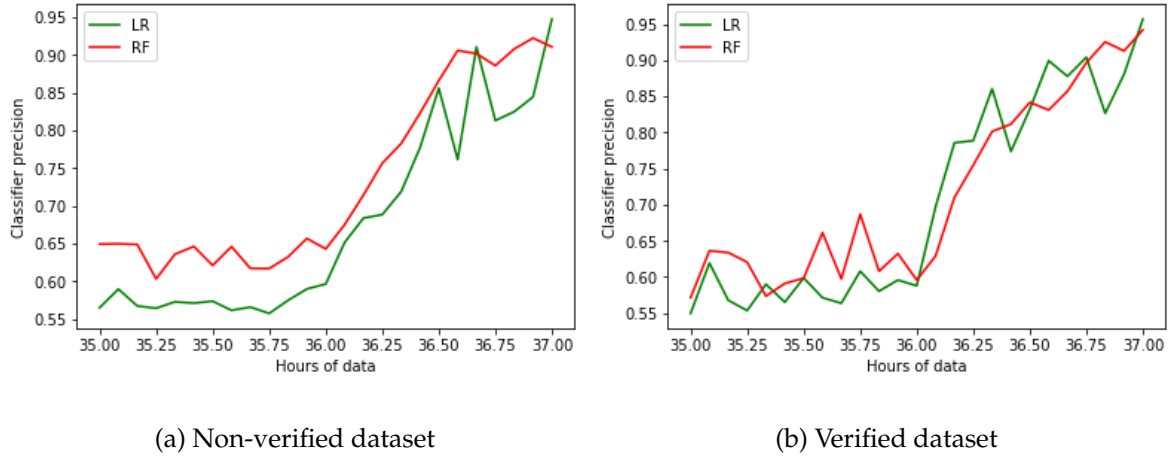 LR
RF
Classifier precision
0.95
0.90
0.85
0.80
0.75
0.70
0.65
0.60
0.55
35.00 35.25 35.50 35.75 36.00 36.25 36.50 36.75 37.00
Hours of data
(a) Non-verified dataset
LR
RF
Classifier precision
0.95
0.90
0.85
0.80
0.75
0.70
0.65
0.60
0.55
35.00 35.25 35.50 35.75 36.00 36.25 36.50 36.75 37.00
Hours of data
(b) Verified dataset